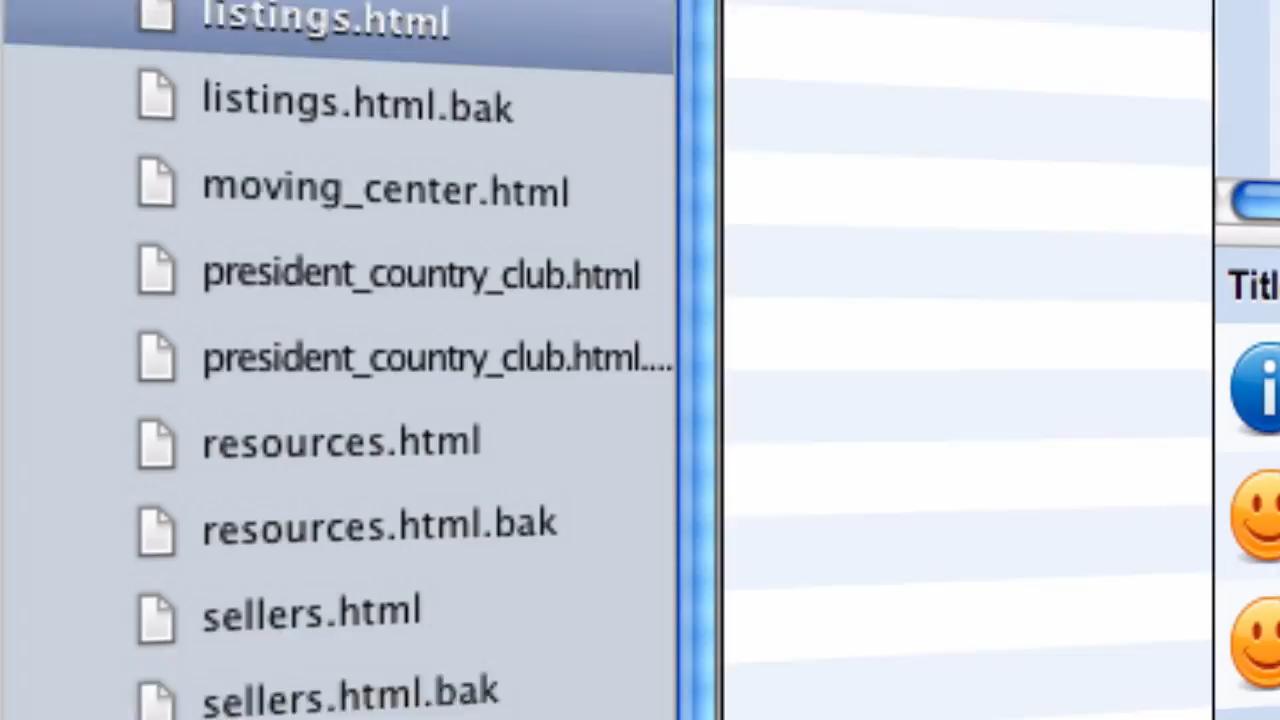 listings.html
listings.html.bak
moving_center.html
president_country_club.html
president_country_club.html....
resources.html
resources.html.bak
sellers.html
sellers.html.bak
Titl